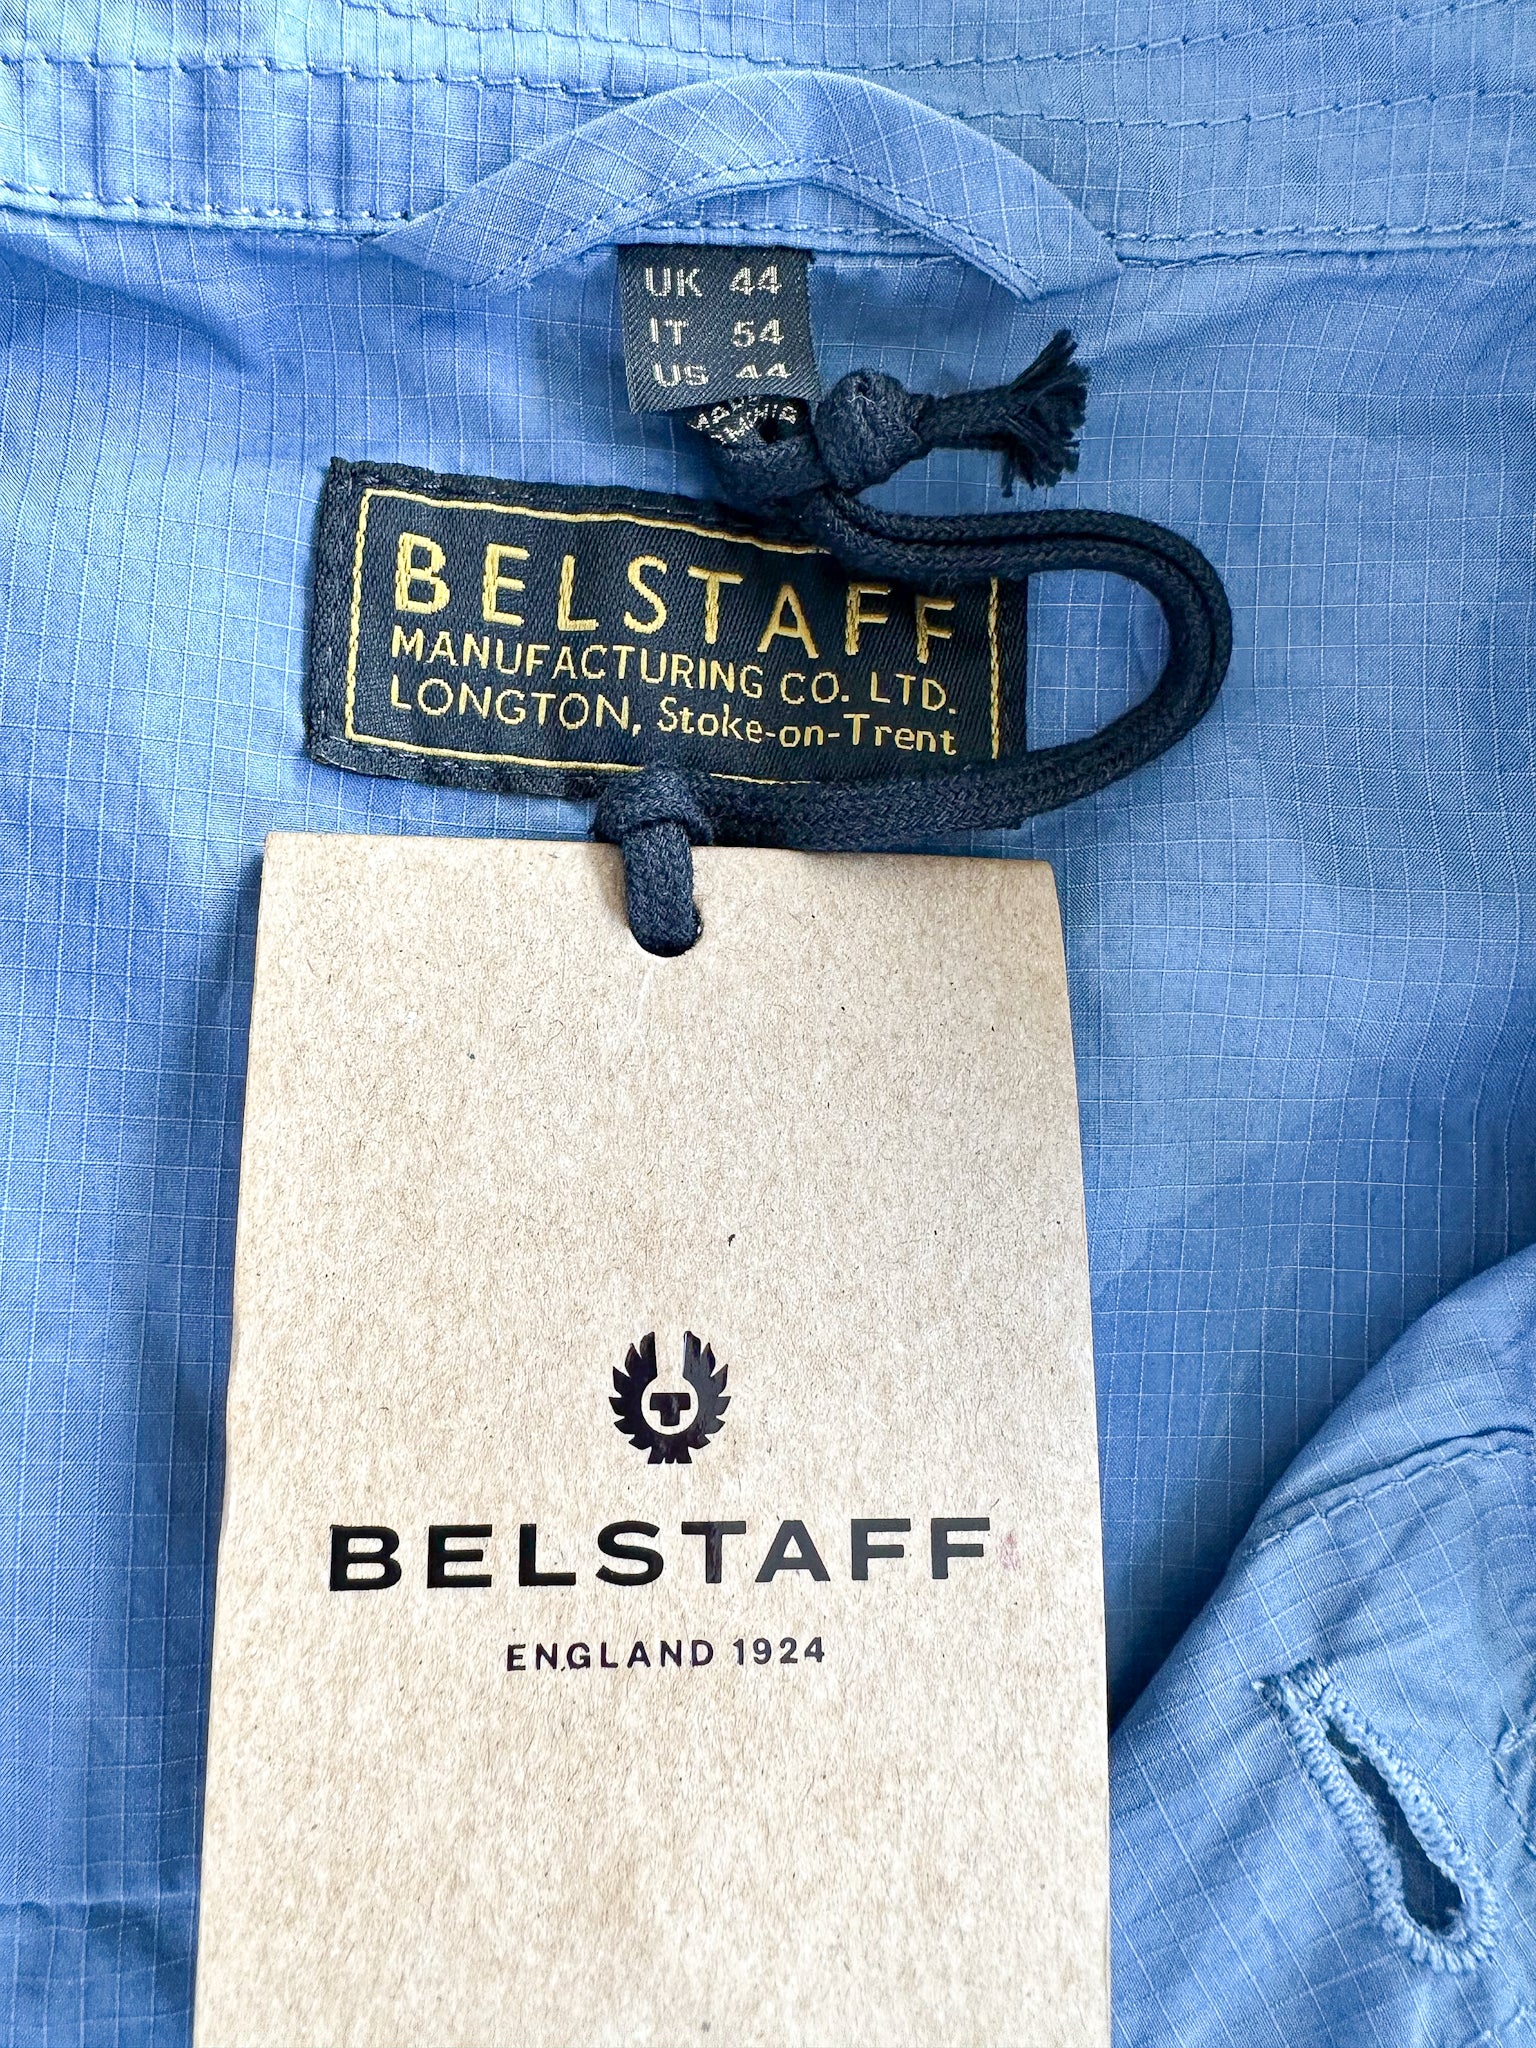 UK 44
IT 54
US 44
BELSTAFF
MANUFACTURING CO. LTD.
LONGTON, Stoke-on-Trent
BELSTAFF
ENGLAND 1924